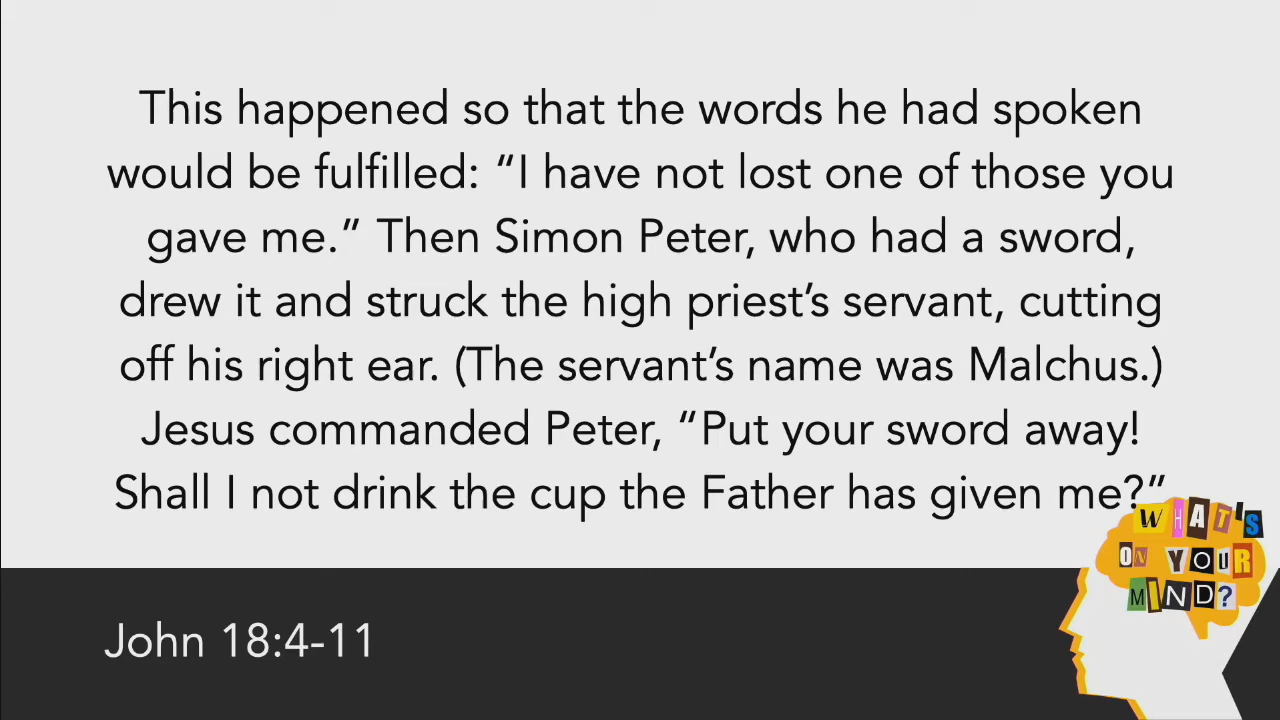 This happened so that the words he had spoken
would be fulfilled: “I have not lost one of those you
gave me.” Then Simon Peter, who had a sword,
drew it and struck the high priest’s servant, cutting
off his right ear. (The servant’s name was Malchus.)
Jesus commanded Peter, “Put your sword away!
Shall I not drink the cup the Father has given me?”
WHAT'S
ON YOUR
MIND?
John 18:4-11